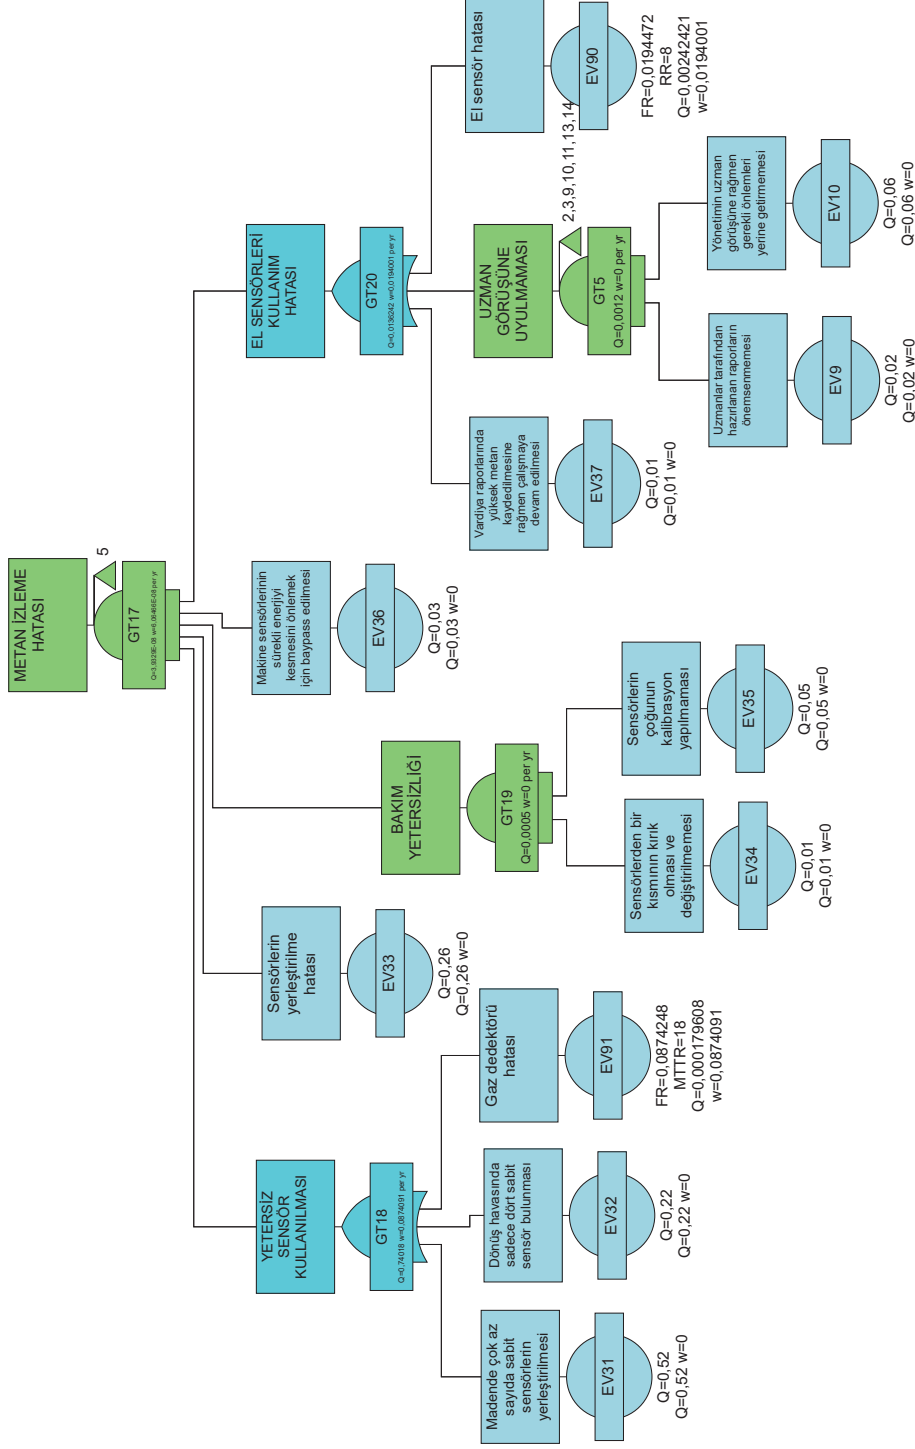 METAN İZLEME
HATASI
5
GT17
Q=3,9329E-08 w=6,06466E-08 per yr
YETERSİZ
SENSÖR
KULLANILMASI
GT18
Q=0,74018 w=0,0874091 per yr
Madende çok az
sayıda sabit
sensörlerin
yerleştirilmesi
EV31
Q=0,52
Q=0,52 w=0
Dönüş havasında
sadece dört sabit
sensör bulunması
EV32
Q=0,22
Q=0,22 w=0
Gaz dedektörü
hatası
EV91
FR=0,0874248
MTTR=18
Q=0,000179608
w=0,0874091
Sensörlerin
yerleştirilme
hatası
EV33
Q=0,26
Q=0,26 w=0
BAKIM
YETERSİZLİĞİ
GT19
Q=0,0005 w=0 per yr
Sensörlerden bir
kısmının kırık
olması ve
değiştirilmemesi
EV34
Q=0,01
Q=0,01 w=0
Sensörlerin
çoğunun
kalibrasyon
yapılmaması
EV35
Q=0,05
Q=0,05 w=0
Makine sensörlerinin
sürekli enerjiyi
kesmesini önlemek
için baypass edilmesi
EV36
Q=0,03
Q=0,03 w=0
EL SENSÖRLERİ
KULLANIM
HATASI
GT20
Q=0,0136242 w=0,0194001 per yr
Vardiya raporlarında
yüksek metan
kaydedilmesine
rağmen çalışmaya
devam edilmesi
EV37
Q=0,01
Q=0,01 w=0
UZMAN
GÖRÜŞÜNE
UYULMAMASI
2,3,9,10,11,13,14
GT5
Q=0,0012 w=0 per yr
Uzmanlar tarafından
hazırlanan raporların
önemsenmemesi
EV9
Q=0,02
Q=0,02 w=0
Yönetimin uzman
görüşüne rağmen
gerekli önlemleri
yerine getirmemesi
EV10
Q=0,06
Q=0,06 w=0
El sensör hatası
EV90
FR=0,0194472
RR=8
Q=0,00242421
w=0,0194001